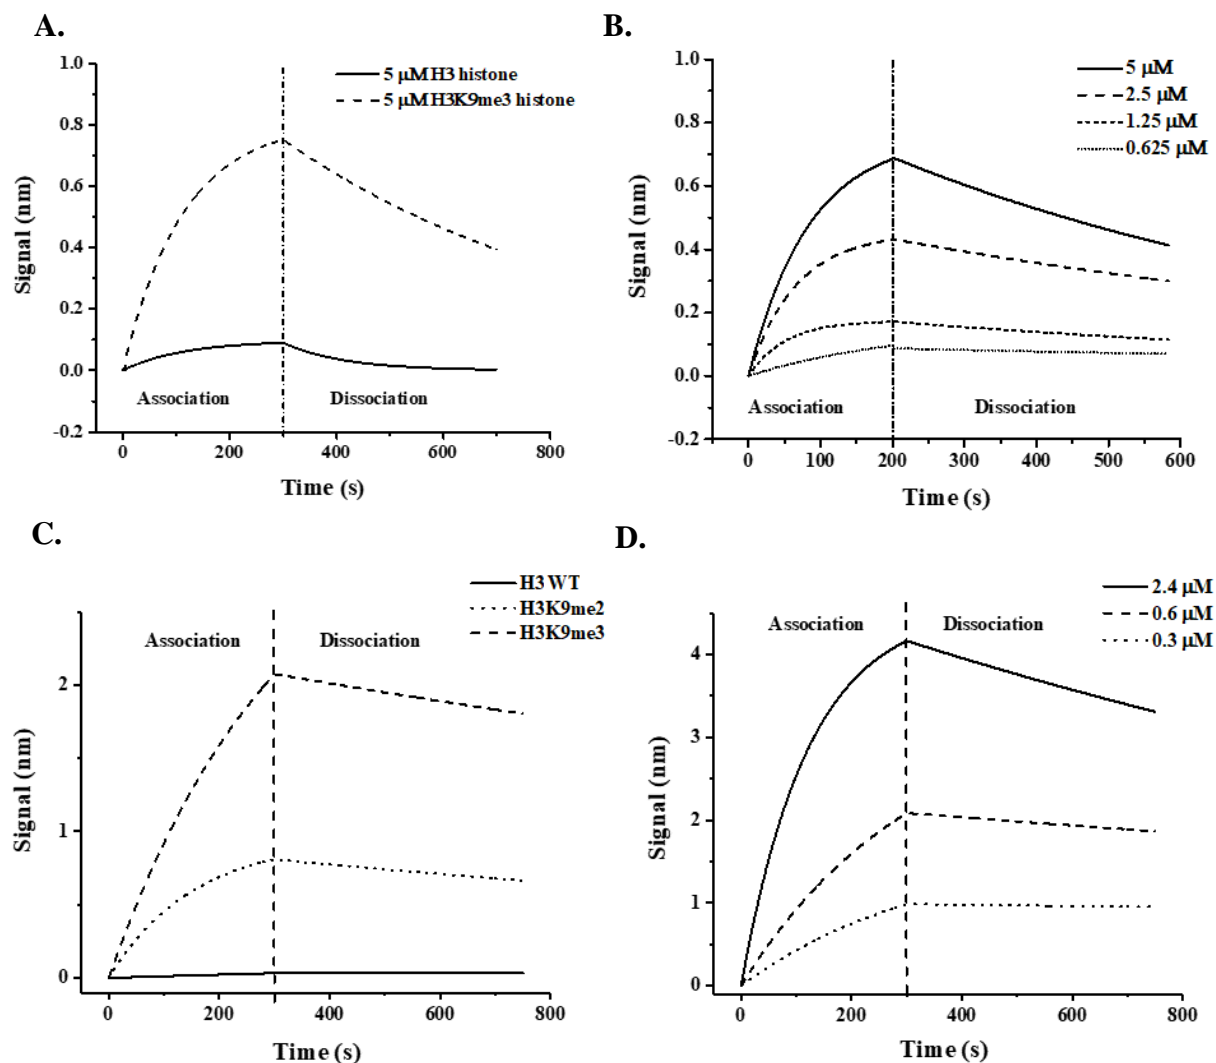 A.
1.0
0.8
0.6
0.4
0.2
0.0
-0.2
Signal (nm)
5 µM H3 histone
5 µM H3K9me3 histone
Association
Dissociation
0
200
400
600
800
Time (s)
B.
1.0
0.8
0.6
0.4
0.2
0.0
-0.2
Signal (nm)
5 µM
2.5 µM
1.25 µM
0.625 µM
Association
Dissociation
0
100
200
300
400
500
600
Time (s)
C.
2
1
0
Signal (nm)
H3 WT
H3K9me2
H3K9me3
Association
Dissociation
0
200
400
600
800
Time (s)
D.
4
3
2
1
0
Signal (nm)
2.4 µM
0.6 µM
0.3 µM
Association
Dissociation
0
200
400
600
800
Time (s)